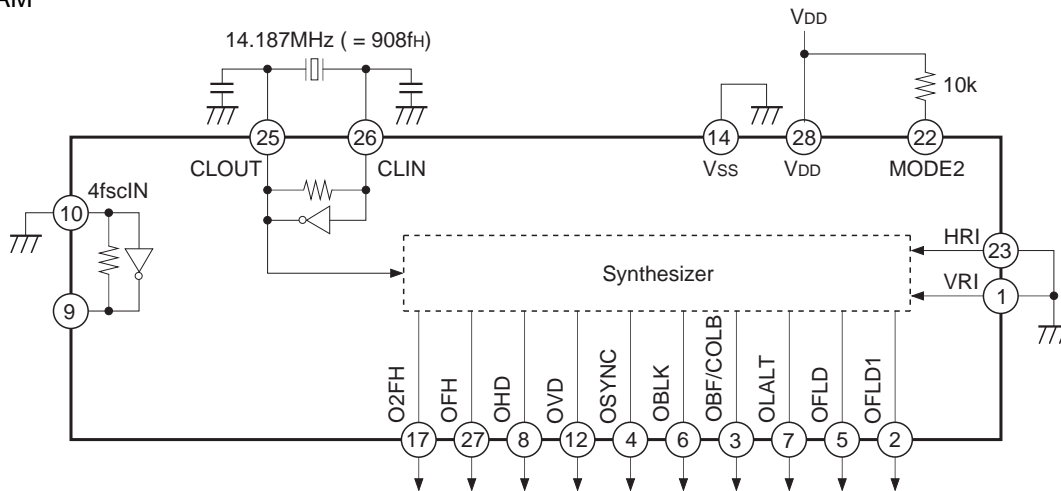 AM
14.187MHz ( = 908fH)
VDD
10k
25
26
14
28
22
CLOUT
CLIN
VSS
VDD
MODE2
4fscIN
10
HRI
23
Synthesizer
VRI
1
9
O2FH
OFH
OHD
OVD
OSYNC
OBLK
OBF/COLB
OLALT
OFLD
OFLD1
17
27
8
12
4
6
3
7
5
2